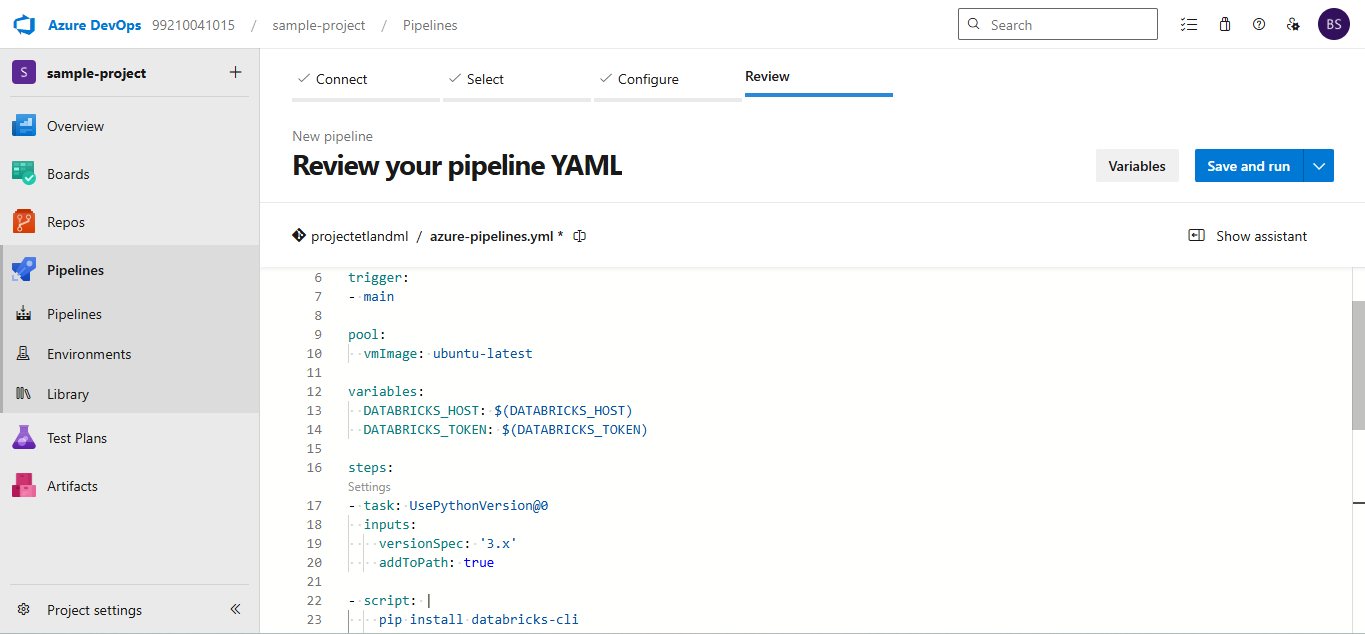 Azure DevOps 99210041015 / sample-project / Pipelines
Search
BS
S sample-project +
Overview
Boards
Repos
Pipelines
Pipelines
Environments
Library
Test Plans
Artifacts
Project settings
Connect
Select
Configure
Review
New pipeline
Review your pipeline YAML
Variables
Save and run
projectetlandml / azure-pipelines.yml *
Show assistant
6 trigger:
7 - main
8
9 pool:
10 vmImage: ubuntu-latest
11
12 variables:
13 DATABRICKS_HOST: $(DATABRICKS_HOST)
14 DATABRICKS_TOKEN: $(DATABRICKS_TOKEN)
15
16 steps:
Settings
17 - task: UsePythonVersion@0
18 inputs:
19 versionSpec: '3.x'
20 addToPath: true
21
22 - script: |
23 pip install databricks-cli